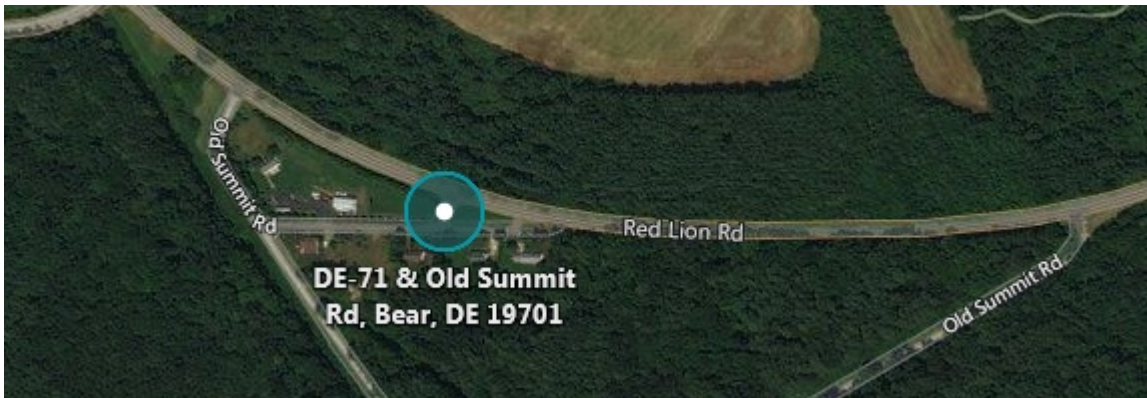 Old Summit Rd
Red Lion Rd
DE-71 & Old Summit
Rd, Bear, DE 19701
Old Summit Rd